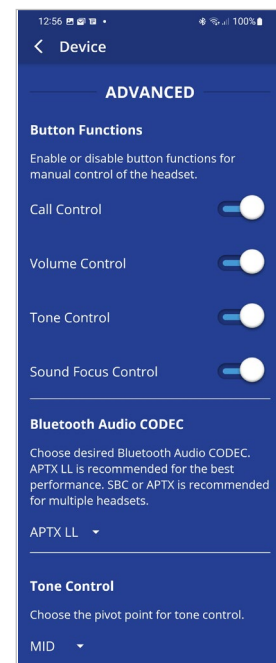 12:56
100%
Device
ADVANCED
Button Functions
Enable or disable button functions for
manual control of the headset.
Call Control
Volume Control
Tone Control
Sound Focus Control
Bluetooth Audio CODEC
Choose desired Bluetooth Audio CODEC.
APTX LL is recommended for the best
performance. SBC or APTX is recommended
for multiple headsets.
APTX LL
Tone Control
Choose the pivot point for tone control.
MID